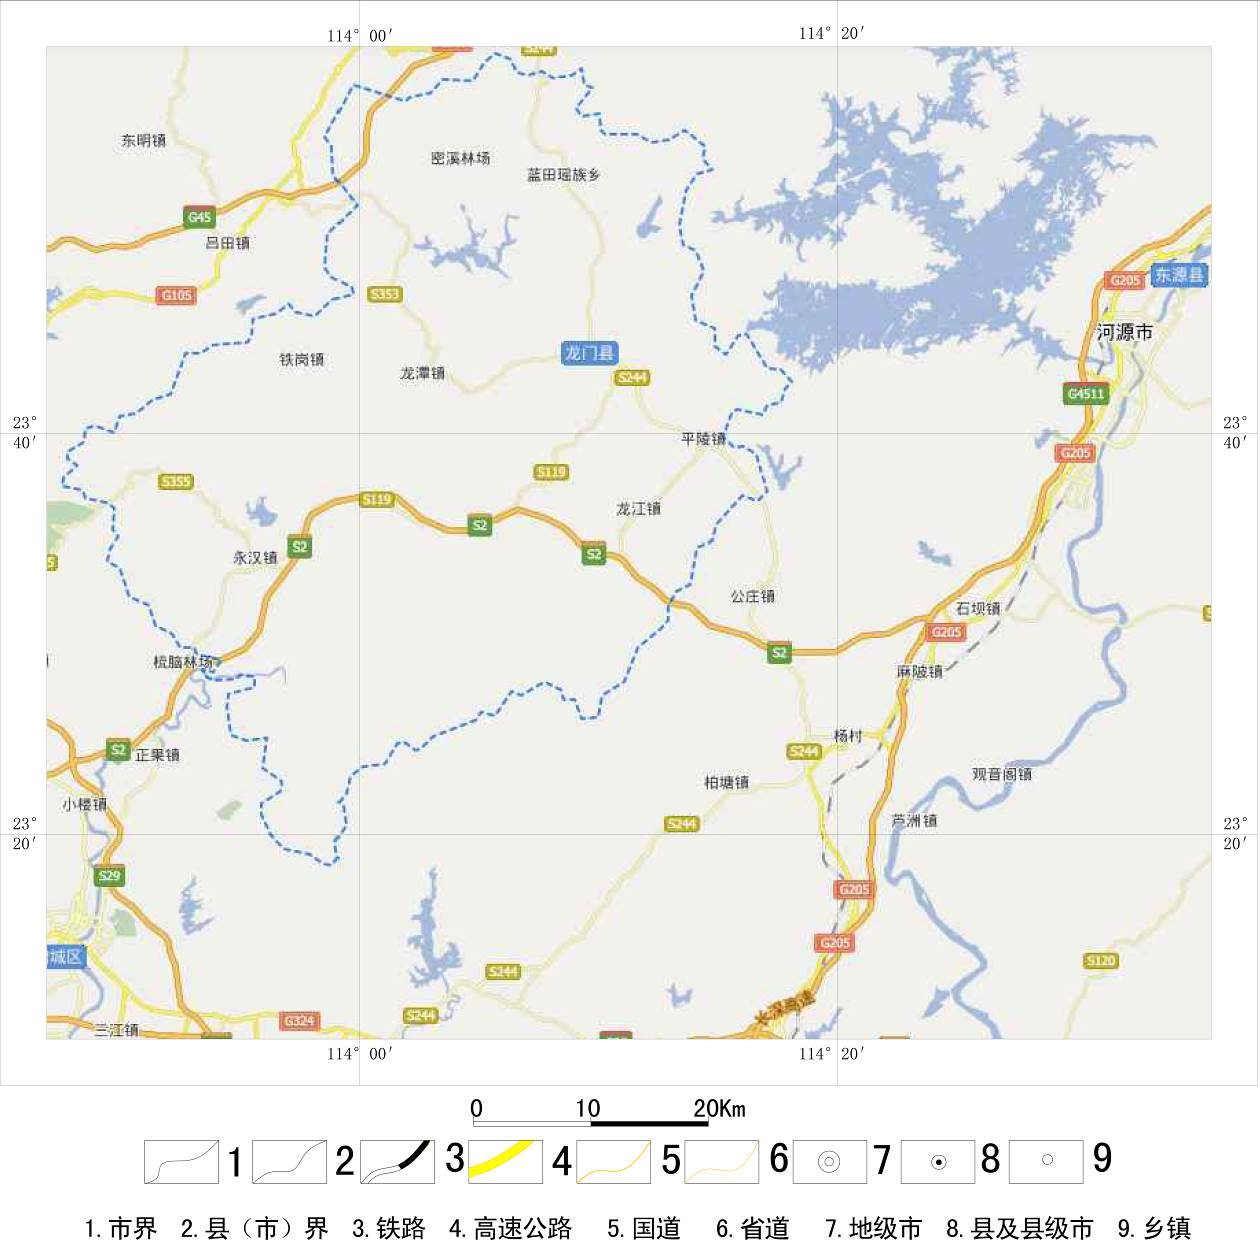 114° 00′
114° 20′
S244
东明镇
密溪林场
蓝田瑶族乡
G45
吕田镇
G105
S353
G205
东源县
河源市
铁岗镇
龙潭镇
龙门县
S244
G4511
23°
40′
23°
40′
平陵镇
G205
S355
S119
S119
龙江镇
S2
S2
S2
永汉镇
公庄镇
石坝镇
G205
S2
梳脑林场
麻陂镇
S2
正果镇
杨村
S244
观音阁镇
柏塘镇
小楼镇
S244
芦洲镇
23°
20′
23°
20′
S29
G205
G205
城区
S120
S244
长深高速
S244
G324
三江镇
114° 00′
114° 20′
0 10 20Km
1 2 3 4 5 6 7 8 9
1. 市界 2. 县（市）界 3. 铁路 4. 高速公路 5. 国道 6. 省道 7. 地级市 8. 县及县级市 9. 乡镇